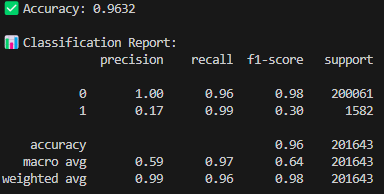 ✅ Accuracy: 0.9632
📊 Classification Report:
precision recall f1-score support
0 1.00 0.96 0.98 200061
1 0.17 0.99 0.30 1582
accuracy 0.96 201643
macro avg 0.59 0.97 0.64 201643
weighted avg 0.99 0.96 0.98 201643